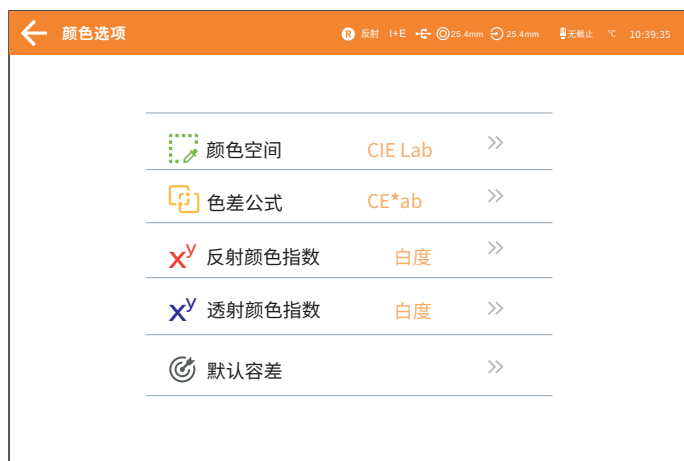 颜色选项 R 反射 I+E 25.4mm 25.4mm 无截止 ℃ 10:39:35
颜色空间 CIE Lab
色差公式 CE*ab
xy 反射颜色指数 白度
xy 透射颜色指数 白度
默认容差